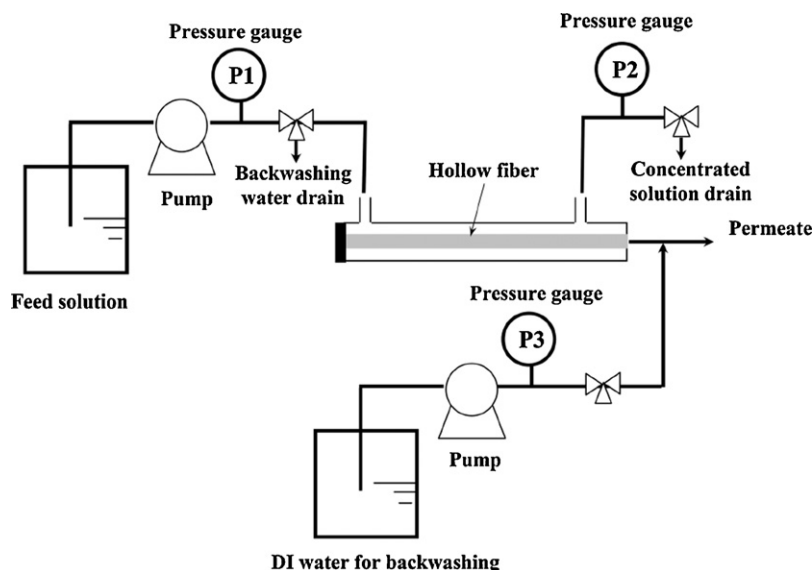 Pressure gauge
P1
Pressure gauge
P2
Pump
Backwashing
water drain
Hollow fiber
Concentrated
solution drain
Permeate
Feed solution
Pressure gauge
P3
Pump
DI water for backwashing